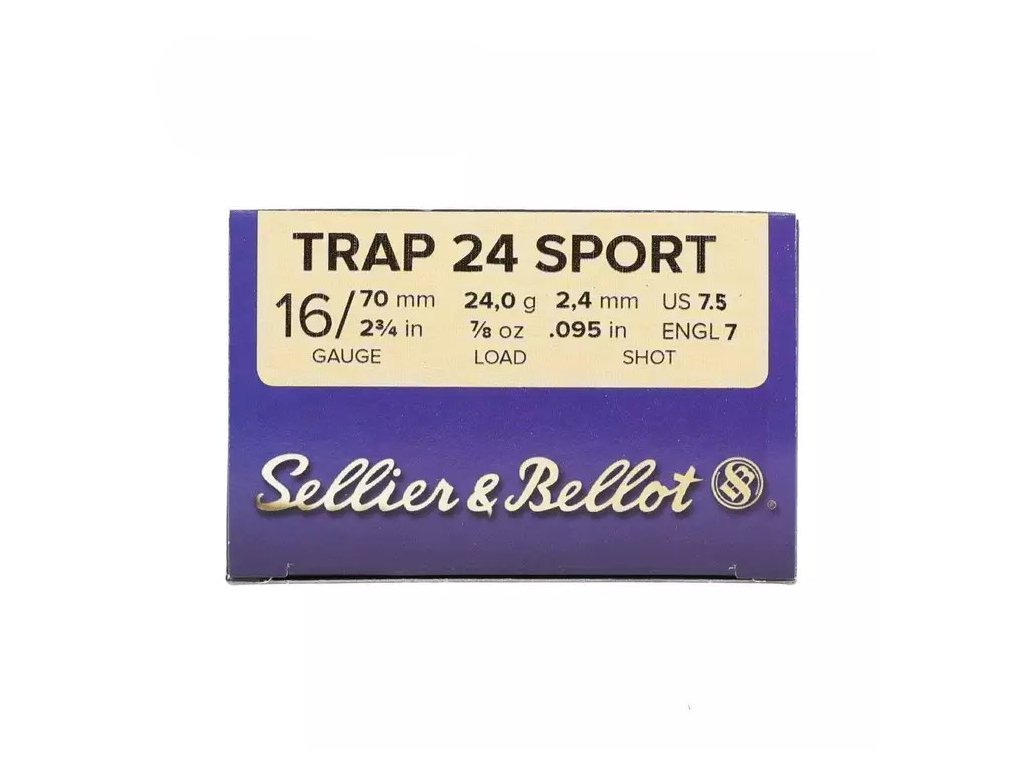 TRAP 24 SPORT
16/ 70 mm 24,0 g 2,4 mm US 7.5
2¾ in ⅞ oz .095 in ENGL 7
GAUGE LOAD SHOT
Sellier & Bellot SB ®